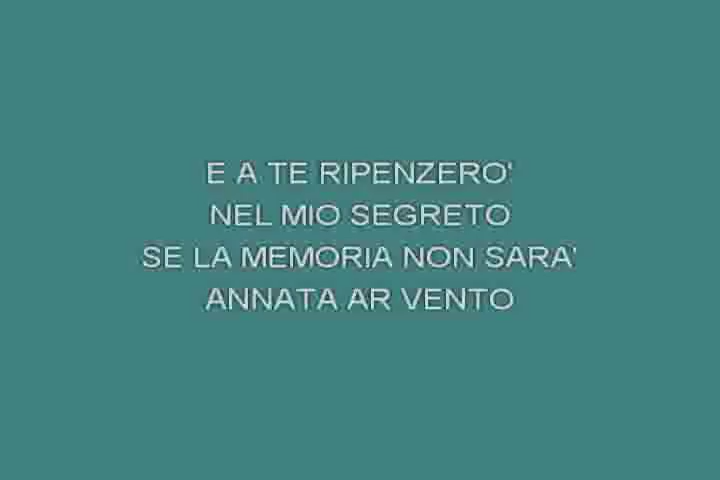 E A TE RIPENZERO'
NEL MIO SEGRETO
SE LA MEMORIA NON SARA'
ANNATA AR VENTO